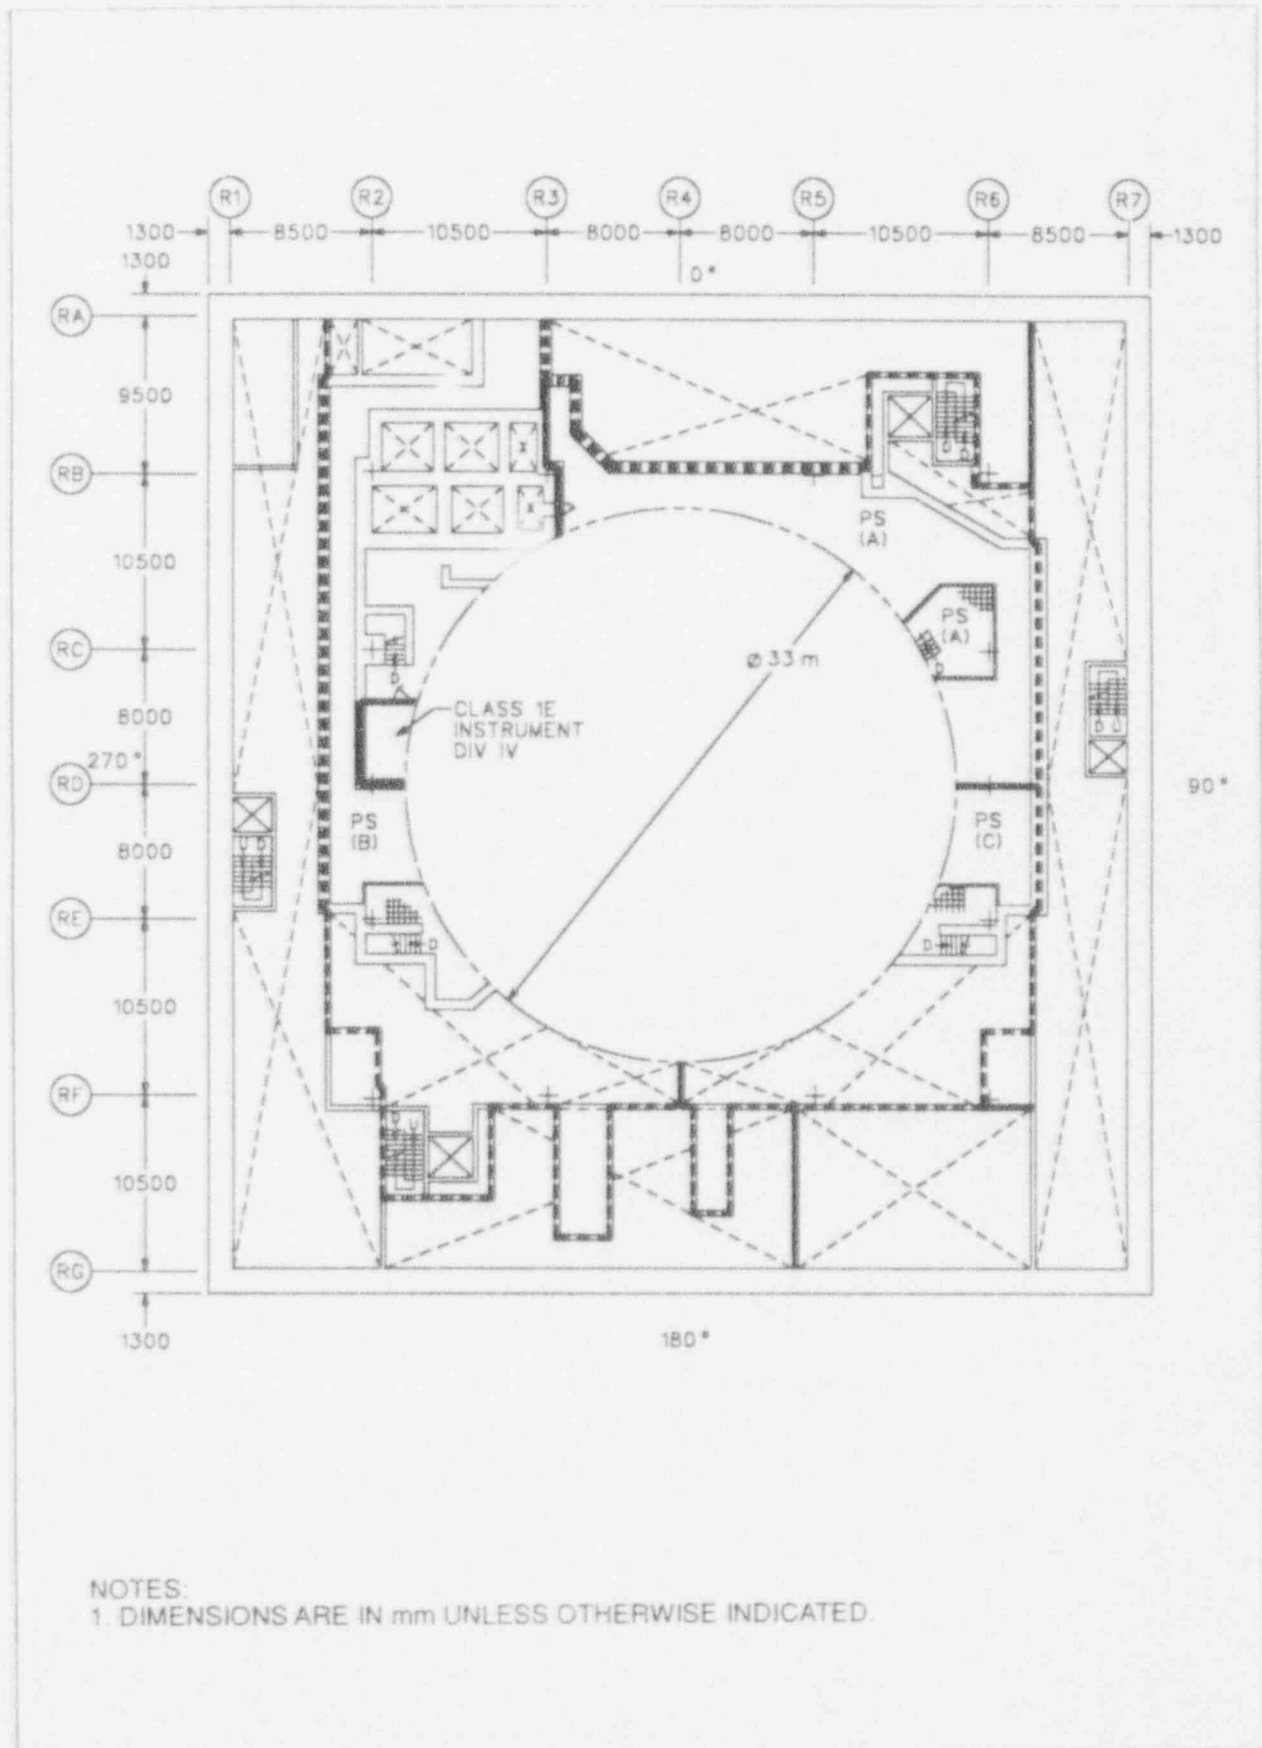 R1 R2 R3 R4 R5 R6 R7
1300 8500 10500 8000 8000 10500 8500 1300
1300
0°
RA
9500
RB
10500
PS
(A)
PS
(A)
RC
Ø 33 m
8000
CLASS 1E
INSTRUMENT
DIV IV
D
D U
270°
RD
90°
PS
(B)
PS
(C)
8000
U D
RE
D
D
10500
RF
D
U
10500
RG
1300
180°
NOTES:
1. DIMENSIONS ARE IN mm UNLESS OTHERWISE INDICATED.